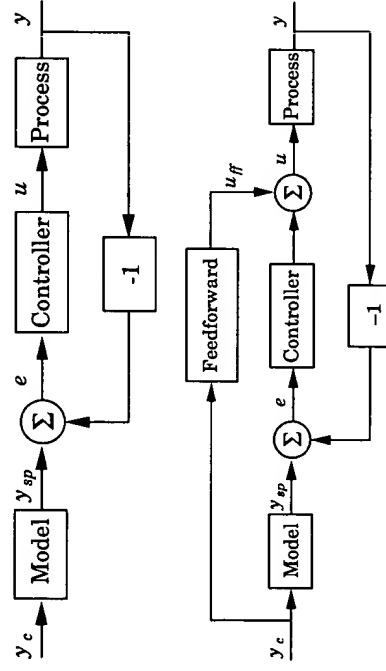 y_c
Model
y_sp
Σ
e
Controller
u
Process
y
-1
y_c
Feedforward
u_ff
Model
y_sp
Σ
e
Controller
Σ
u
Process
y
-1